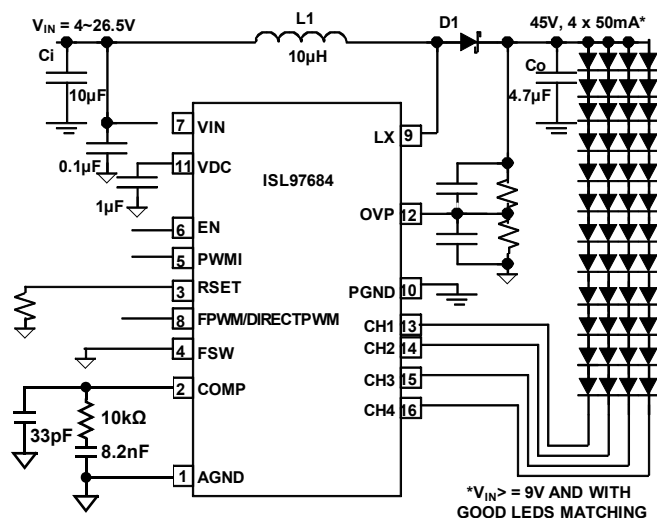 V_IN = 4~26.5V
L1
D1
45V, 4 x 50mA*
Ci
10µH
Co
10µF
4.7µF
7 VIN
LX 9
0.1µF
11 VDC
ISL97684
1µF
OVP 12
6 EN
5 PWMI
3 RSET
PGND 10
8 FPWM/DIRECTPWM
CH1 13
4 FSW
CH2 14
2 COMP
CH3 15
10kΩ
CH4 16
33pF
8.2nF
1 AGND
*V_IN> = 9V AND WITH
GOOD LEDS MATCHING